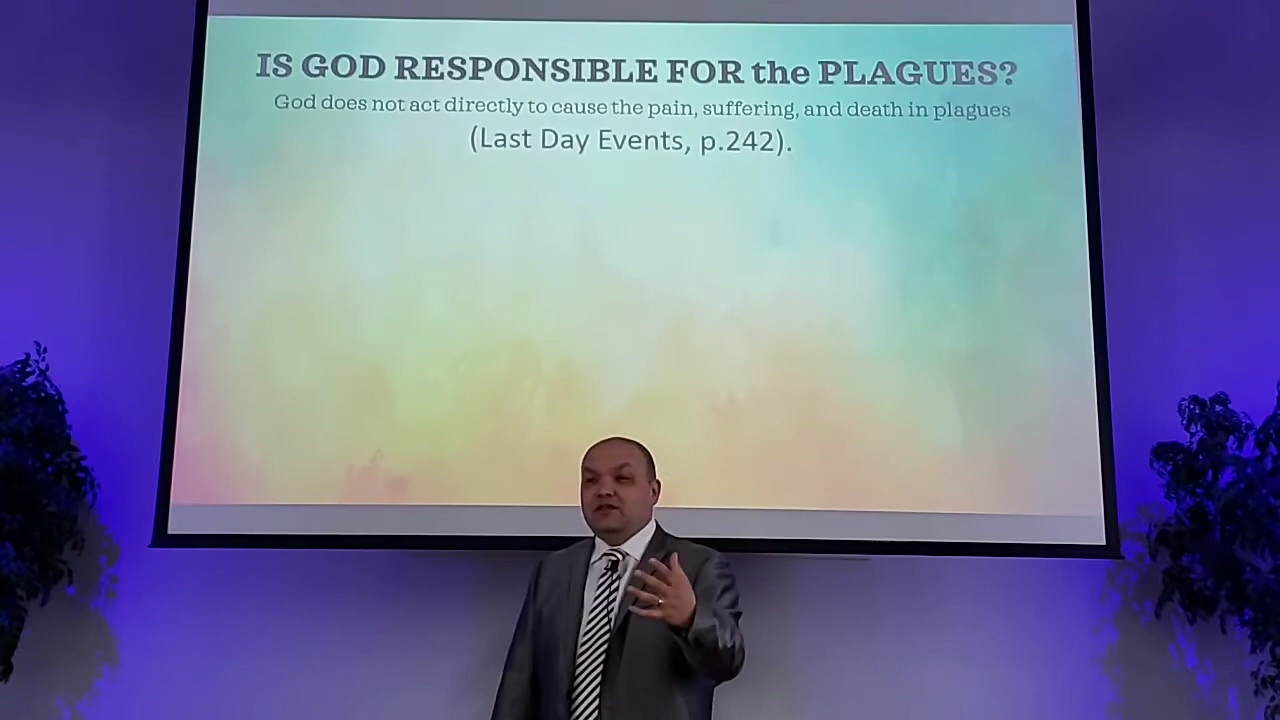 IS GOD RESPONSIBLE FOR the PLAGUES?
God does not act directly to cause the pain, suffering, and death in plagues
(Last Day Events, p.242).